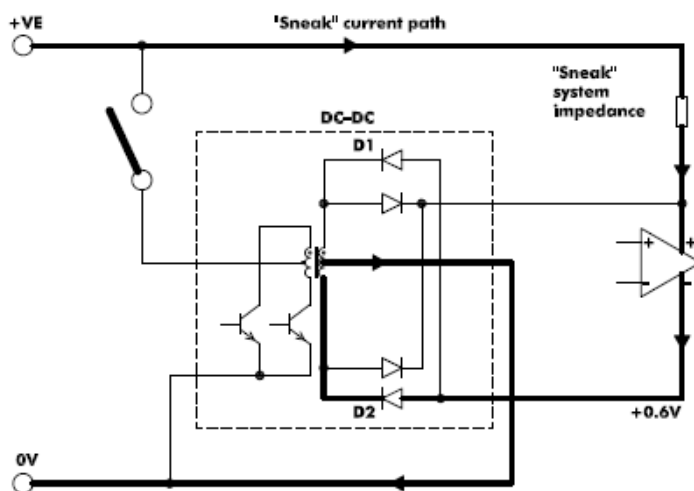 +VE
"Sneak" current path
"Sneak"
system
impedance
DC–DC
D1
+
+
-
-
D2
+0.6V
0V